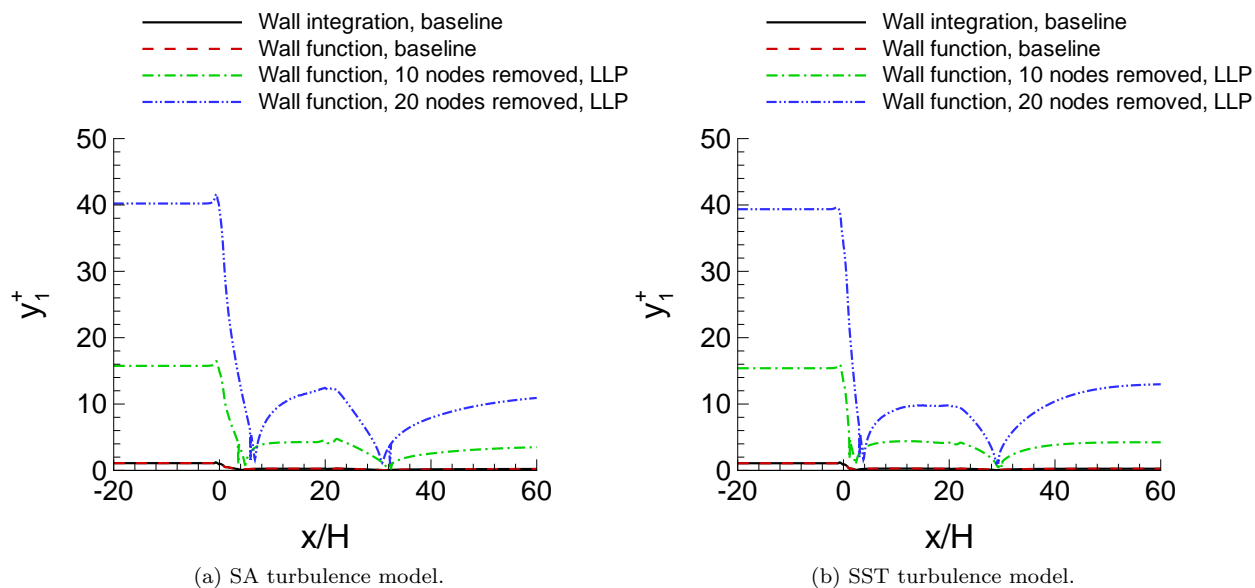 Wall integration, baseline
Wall function, baseline
Wall function, 10 nodes removed, LLP
Wall function, 20 nodes removed, LLP
50
40
30
20
10
0
y₁⁺
-20 0 20 40 60
x/H
(a) SA turbulence model.
Wall integration, baseline
Wall function, baseline
Wall function, 10 nodes removed, LLP
Wall function, 20 nodes removed, LLP
50
40
30
20
10
0
y₁⁺
-20 0 20 40 60
x/H
(b) SST turbulence model.